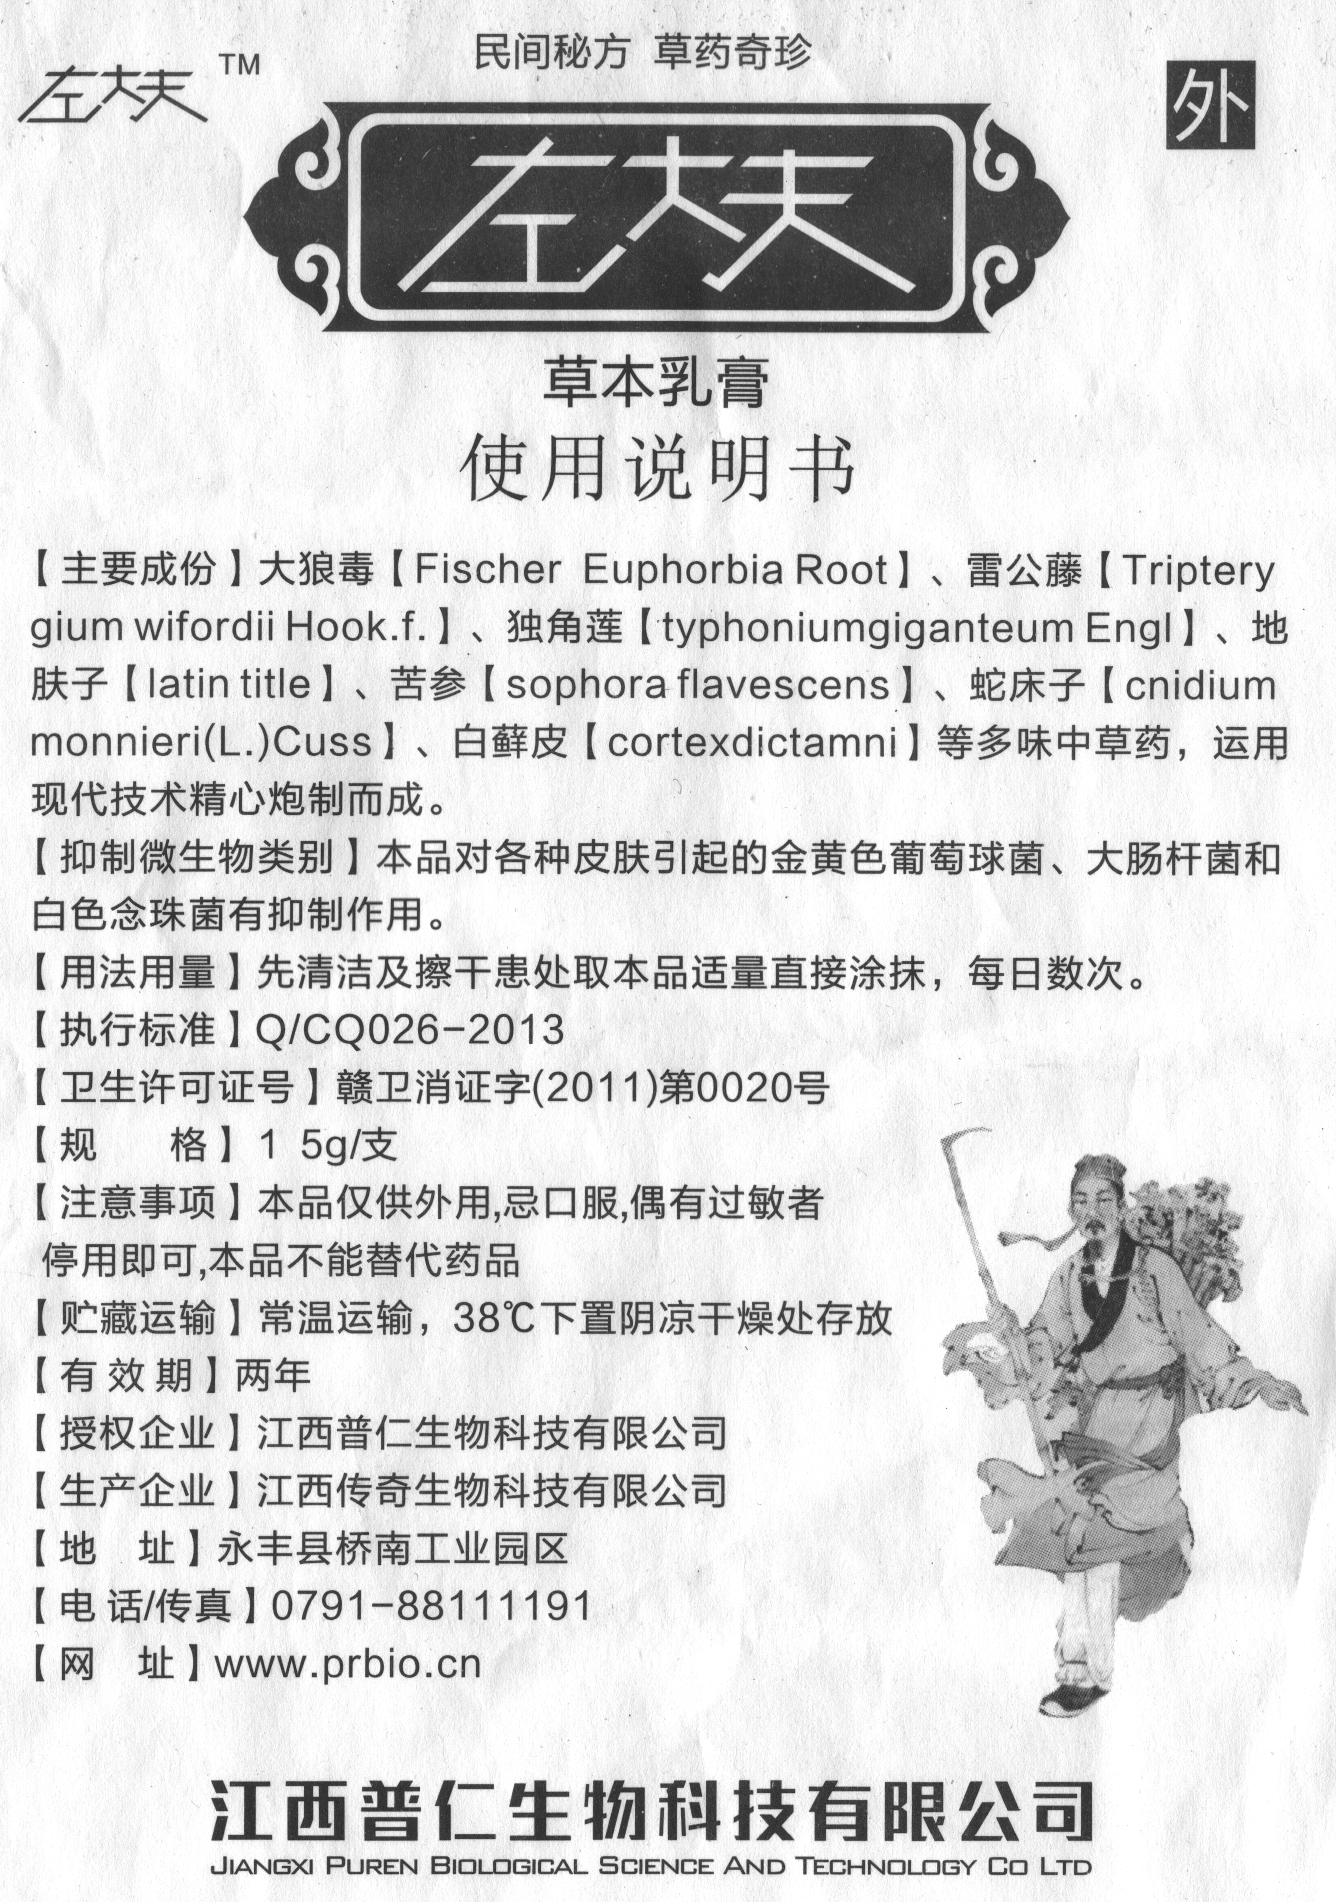 民间秘方 草药奇珍
左大夫 TM
外
左大夫
草本乳膏
使用说明书
【主要成份】大狼毒【Fischer Euphorbia Root】、雷公藤【Triptery
gium wifordii Hook.f.】、独角莲【typhoniumgiganteum Engl】、地
肤子【latin title】、苦参【sophora flavescens】、蛇床子【cnidium
monnieri(L.)Cuss】、白藓皮【cortexdictamni】等多味中草药，运用
现代技术精心炮制而成。
【抑制微生物类别】本品对各种皮肤引起的金黄色葡萄球菌、大肠杆菌和
白色念珠菌有抑制作用。
【用法用量】先清洁及擦干患处取本品适量直接涂抹，每日数次。
【执行标准】Q/CQ026-2013
【卫生许可证号】赣卫消证字(2011)第0020号
【规 格】1 5g/支
【注意事项】本品仅供外用,忌口服,偶有过敏者
停用即可,本品不能替代药品
【贮藏运输】常温运输，38℃下置阴凉干燥处存放
【有 效 期】两年
【授权企业】江西普仁生物科技有限公司
【生产企业】江西传奇生物科技有限公司
【地 址】永丰县桥南工业园区
【电 话/传真】0791-88111191
【网 址】www.prbio.cn
江西普仁生物科技有限公司
JIANGXI PUREN BIOLOGICAL SCIENCE AND TECHNOLOGY CO LTD